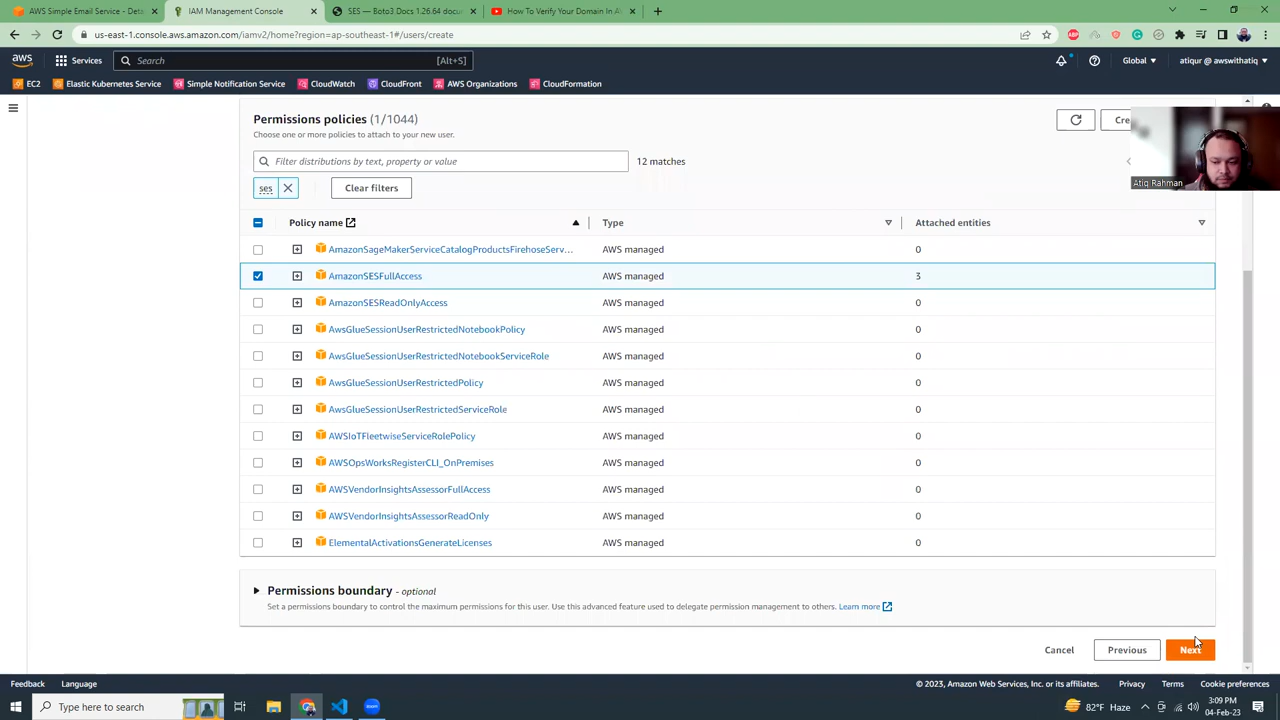 AWS Simple Email Service - Deta
IAM Management Console
SES — Boto3 Docs 1.26.64 docu
How To Verify Your Domain In A
us-east-1.console.aws.amazon.com/iamv2/home?region=ap-southeast-1#/users/create
aws Services Search [Alt+S] Global atiqur @ awswithatiq
EC2 Elastic Kubernetes Service Simple Notification Service CloudWatch CloudFront AWS Organizations CloudFormation
Permissions policies (1/1044)
Cre
Choose one or more policies to attach to your new user.
Filter distributions by text, property or value 12 matches
Atiq Rahman
ses Clear filters
Policy name Type Attached entities
AmazonSageMakerServiceCatalogProductsFirehoseServ... AWS managed 0
AmazonSESFullAccess AWS managed 3
AmazonSESReadOnlyAccess AWS managed 0
AwsGlueSessionUserRestrictedNotebookPolicy AWS managed 0
AwsGlueSessionUserRestrictedNotebookServiceRole AWS managed 0
AwsGlueSessionUserRestrictedPolicy AWS managed 0
AwsGlueSessionUserRestrictedServiceRole AWS managed 0
AWSIoTFleetwiseServiceRolePolicy AWS managed 0
AWSOpsWorksRegisterCLI_OnPremises AWS managed 0
AWSVendorInsightsAssessorFullAccess AWS managed 0
AWSVendorInsightsAssessorReadOnly AWS managed 0
ElementalActivationsGenerateLicenses AWS managed 0
Permissions boundary - optional
Set a permissions boundary to control the maximum permissions for this user. Use this advanced feature used to delegate permission management to others. Learn more
Cancel Previous Next
Feedback Language © 2023, Amazon Web Services, Inc. or its affiliates. Privacy Terms Cookie preferences
Type here to search 82°F Haze 3:09 PM
04-Feb-23